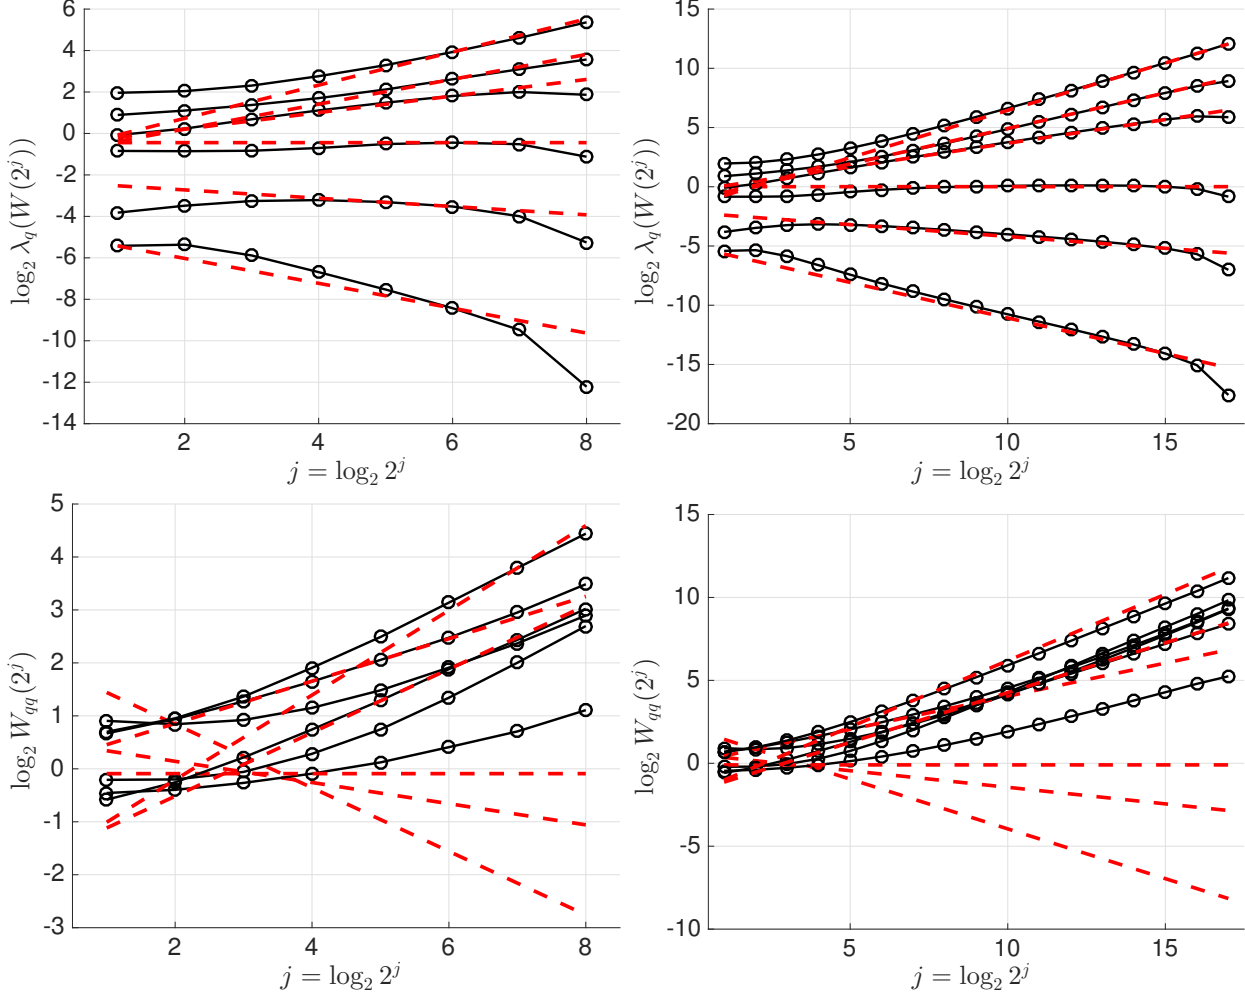 log₂ λ_q(W(2^j))
6
4
2
0
-2
-4
-6
-8
-10
-12
-14
2 4 6 8
j = log₂ 2^j
log₂ λ_q(W(2^j))
15
10
5
0
-5
-10
-15
-20
5 10 15
j = log₂ 2^j
log₂ W_qq(2^j)
5
4
3
2
1
0
-1
-2
-3
2 4 6 8
j = log₂ 2^j
log₂ W_qq(2^j)
15
10
5
0
-5
-10
5 10 15
j = log₂ 2^j